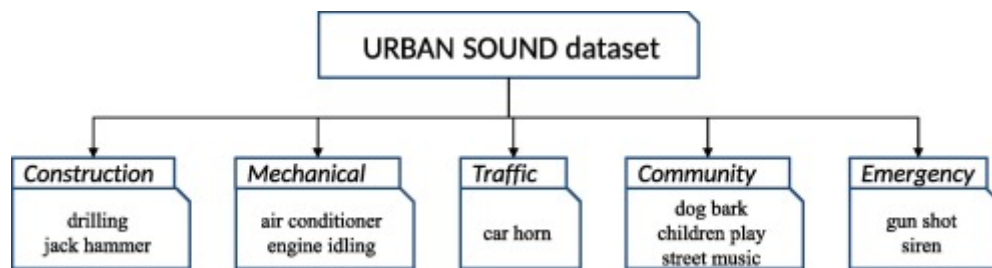 URBAN SOUND dataset
Construction
drilling
jack hammer
Mechanical
air conditioner
engine idling
Traffic
car horn
Community
dog bark
children play
street music
Emergency
gun shot
siren